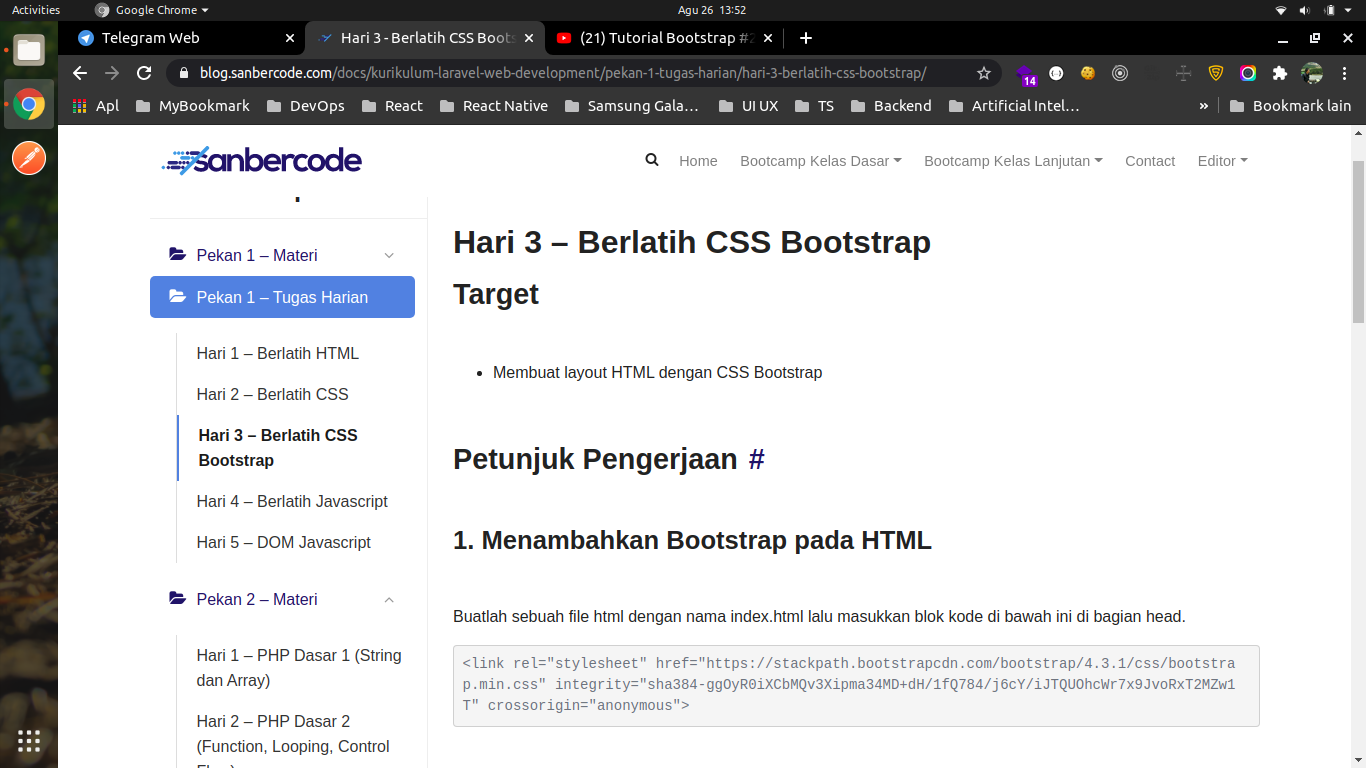 Activities
Google Chrome
Agu 26 13:52
Telegram Web
Hari 3 - Berlatih CSS Boots
(21) Tutorial Bootstrap #2
blog.sanbercode.com/docs/kurikulum-laravel-web-development/pekan-1-tugas-harian/hari-3-berlatih-css-bootstrap/
14
Apl
MyBookmark
DevOps
React
React Native
Samsung Gala…
UI UX
TS
Backend
Artificial Intel…
»
Bookmark lain
sanbercode
Home
Bootcamp Kelas Dasar
Bootcamp Kelas Lanjutan
Contact
Editor
Pekan 1 – Materi
Pekan 1 – Tugas Harian
Hari 1 – Berlatih HTML
Hari 2 – Berlatih CSS
Hari 3 – Berlatih CSS
Bootstrap
Hari 4 – Berlatih Javascript
Hari 5 – DOM Javascript
Pekan 2 – Materi
Hari 1 – PHP Dasar 1 (String
dan Array)
Hari 2 – PHP Dasar 2
(Function, Looping, Control
Hari 3 – Berlatih CSS Bootstrap
Target
• Membuat layout HTML dengan CSS Bootstrap
Petunjuk Pengerjaan #
1. Menambahkan Bootstrap pada HTML
Buatlah sebuah file html dengan nama index.html lalu masukkan blok kode di bawah ini di bagian head.
<link rel="stylesheet" href="https://stackpath.bootstrapcdn.com/bootstrap/4.3.1/css/bootstra
p.min.css" integrity="sha384-ggOyR0iXCbMQv3Xipma34MD+dH/1fQ784/j6cY/iJTQUOhcWr7x9JvoRxT2MZw1
T" crossorigin="anonymous">